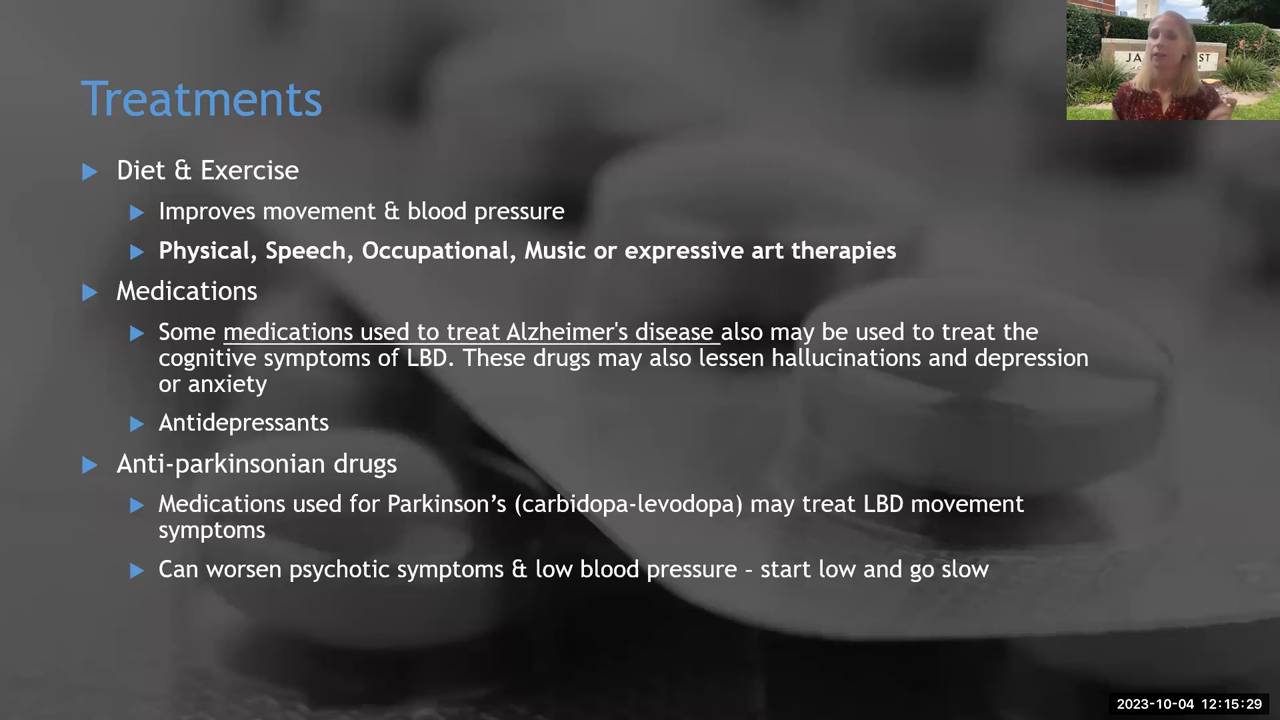 Treatments
Diet & Exercise
Improves movement & blood pressure
Physical, Speech, Occupational, Music or expressive art therapies
Medications
Some medications used to treat Alzheimer's disease also may be used to treat the
cognitive symptoms of LBD. These drugs may also lessen hallucinations and depression
or anxiety
Antidepressants
Anti-parkinsonian drugs
Medications used for Parkinson’s (carbidopa-levodopa) may treat LBD movement
symptoms
Can worsen psychotic symptoms & low blood pressure – start low and go slow
2023-10-04 12:15:29